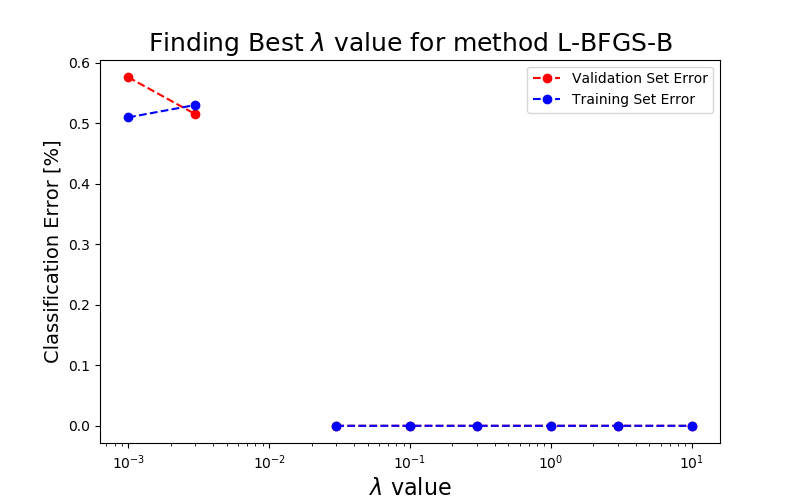 Finding Best λ value for method L-BFGS-B
Classification Error [%]
0.6
0.5
0.4
0.3
0.2
0.1
0.0
Validation Set Error
Training Set Error
10⁻³ 10⁻² 10⁻¹ 10⁰ 10¹
λ value